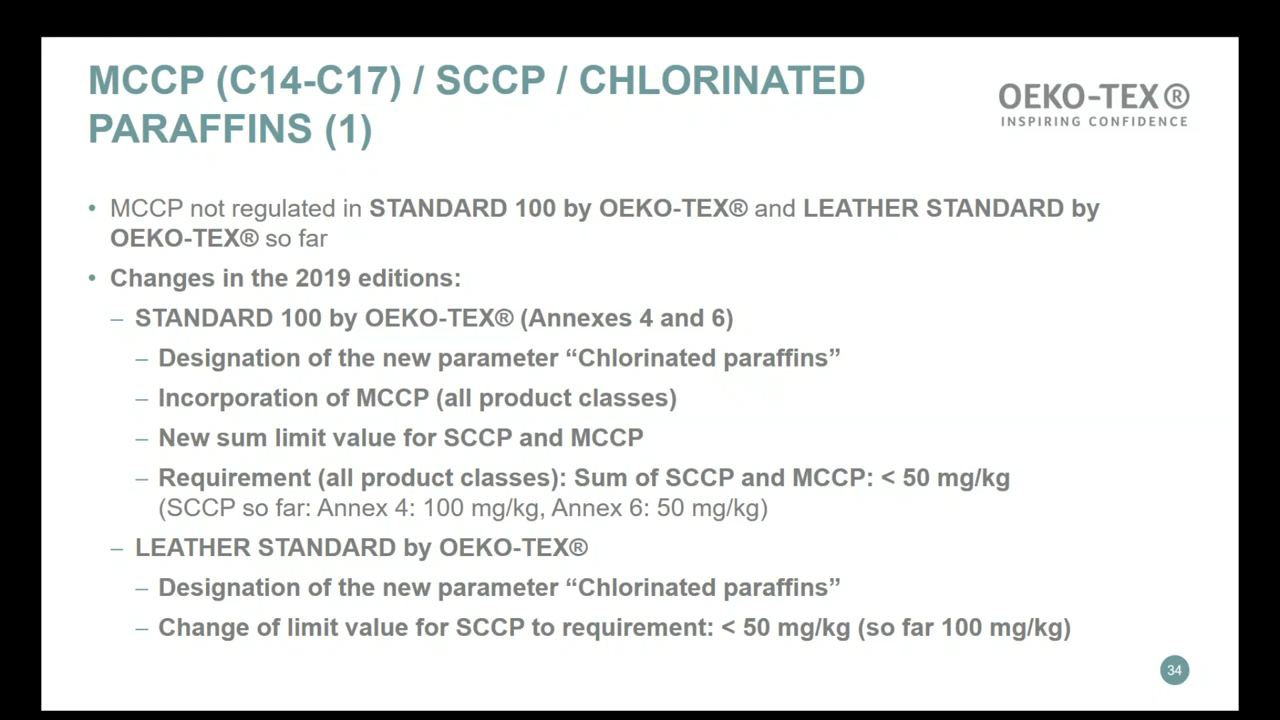 MCCP (C14-C17) / SCCP / CHLORINATED
PARAFFINS (1)
OEKO-TEX®
INSPIRING CONFIDENCE
• MCCP not regulated in STANDARD 100 by OEKO-TEX® and LEATHER STANDARD by
OEKO-TEX® so far
• Changes in the 2019 editions:
– STANDARD 100 by OEKO-TEX® (Annexes 4 and 6)
– Designation of the new parameter “Chlorinated paraffins”
– Incorporation of MCCP (all product classes)
– New sum limit value for SCCP and MCCP
– Requirement (all product classes): Sum of SCCP and MCCP: < 50 mg/kg
(SCCP so far: Annex 4: 100 mg/kg, Annex 6: 50 mg/kg)
– LEATHER STANDARD by OEKO-TEX®
– Designation of the new parameter “Chlorinated paraffins”
– Change of limit value for SCCP to requirement: < 50 mg/kg (so far 100 mg/kg)
34